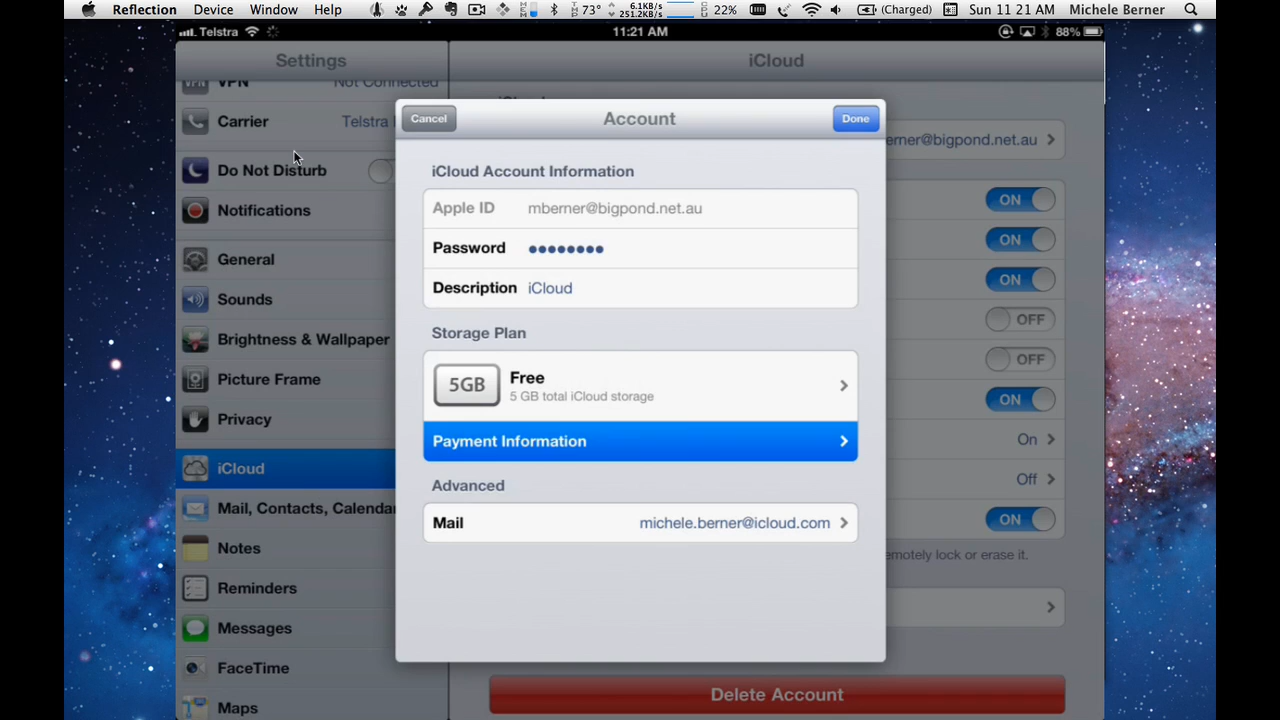 Reflection Device Window Help 73° 6.1KB/s 251.2KB/s 22% (Charged) Sun 11 21 AM Michele Berner
Telstra 11:21 AM 88%
Settings
VPN Not Connected
Carrier Telstra
Do Not Disturb
Notifications
General
Sounds
Brightness & Wallpaper
Picture Frame
Privacy
iCloud
Mail, Contacts, Calenda
Notes
Reminders
Messages
FaceTime
Maps
Cancel Account Done
iCloud Account Information
Apple ID mberner@bigpond.net.au
Password ●●●●●●●●
Description iCloud
Storage Plan
5GB Free
5 GB total iCloud storage
Payment Information
Advanced
Mail michele.berner@icloud.com
iCloud
erner@bigpond.net.au
ON
ON
ON
OFF
OFF
ON
On
Off
ON
emotely lock or erase it.
Delete Account